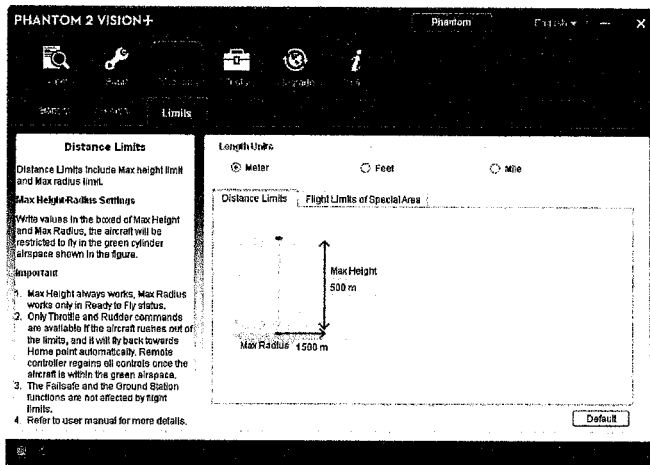 PHANTOM 2 VISION+
Phantom
English
Upgrade
Limits
Distance Limits
Distance Limits include Max height limit
and Max radius limit.
Max Height-Radius Settings
Write values in the boxed of Max Height
and Max Radius, the aircraft will be
restricted to fly in the green cylinder
airspace shown in the figure.
Important
1. Max Height always works, Max Radius
works only in Ready to Fly status.
2. Only Throttle and Rudder commands
are available if the aircraft rushes out of
the limits, and it will fly back towards
Home point automatically. Remote
controller regains all controls once the
aircraft is within the green airspace.
3. The Failsafe and the Ground Station
functions are not affected by flight
limits.
4. Refer to user manual for more details.
Length Units
Meter
Feet
Mile
Distance Limits
Flight Limits of Special Area
Max Height
500 m
Max Radius 1500 m
Default